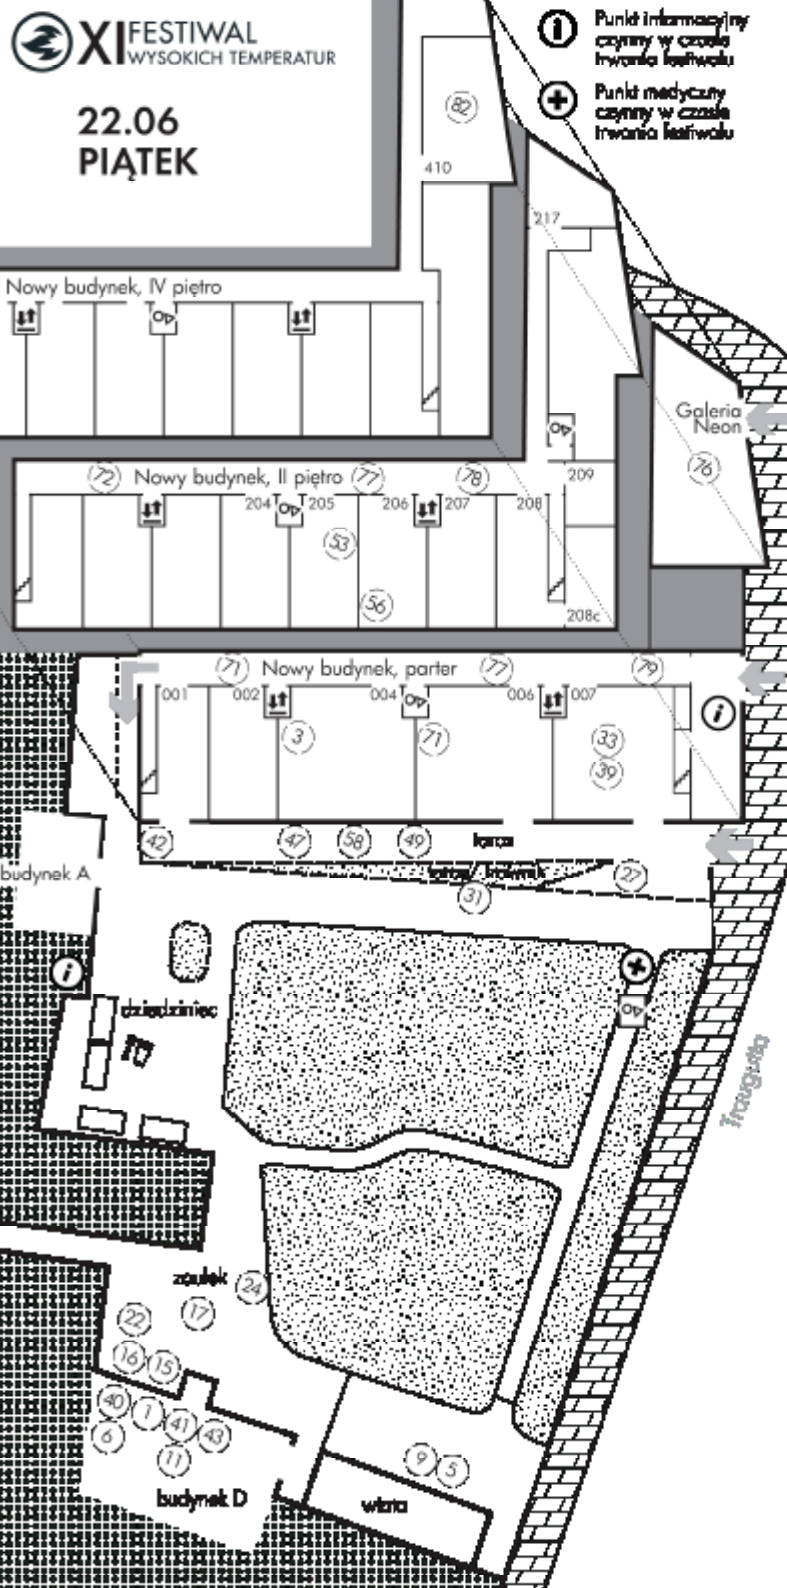 XI FESTIWAL
WYSOKICH TEMPERATUR
22.06
PIĄTEK
i
Punkt informacyjny
czynny w czasie
trwania festiwalu
Punkt medyczny
czynny w czasie
trwania festiwalu
82
410
217
Nowy budynek, IV piętro
Galeria
Neon
76
72
Nowy budynek, II piętro
77
78
209
204
205
206
207
208
53
56
208c
71
Nowy budynek, parter
77
79
001
002
004
006
007
i
3
71
33
39
42
47
58
49
taras
budynek A
27
31
i
dziedziniec
Traugutta
zaułek
24
17
22
16
15
40
1
41
43
6
11
9
5
budynek D
wiata